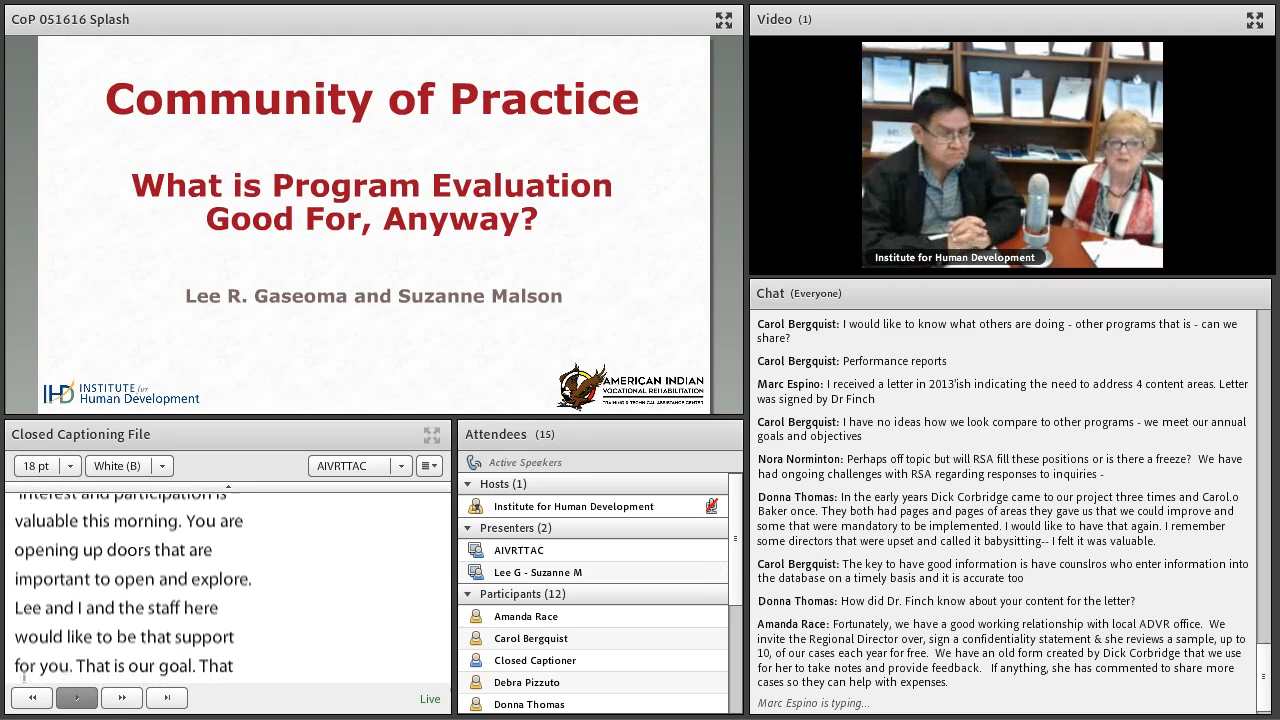 CoP 051616 Splash
Community of Practice
What is Program Evaluation
Good For, Anyway?
Lee R. Gaseoma and Suzanne Malson
IHD INSTITUTE for
Human Development
AMERICAN INDIAN
VOCATIONAL REHABILITATION
TRAINING & TECHNICAL ASSISTANCE CENTER
Video (1)
Institute for Human Development
Closed Captioning File
18 pt
White (B)
AIVRTTAC
interest and participation is
valuable this morning. You are
opening up doors that are
important to open and explore.
Lee and I and the staff here
would like to be that support
for you. That is our goal. That
Live
Attendees (15)
Active Speakers
Hosts (1)
Institute for Human Development
Presenters (2)
AIVRTTAC
Lee G - Suzanne M
Participants (12)
Amanda Race
Carol Bergquist
Closed Captioner
Debra Pizzuto
Donna Thomas
Chat (Everyone)
Carol Bergquist: I would like to know what others are doing - other programs that is - can we
share?
Carol Bergquist: Performance reports
Marc Espino: I received a letter in 2013'ish indicating the need to address 4 content areas. Letter
was signed by Dr Finch
Carol Bergquist: I have no ideas how we look compare to other programs - we meet our annual
goals and objectives
Nora Norminton: Perhaps off topic but will RSA fill these positions or is there a freeze? We have
had ongoing challenges with RSA regarding responses to inquiries -
Donna Thomas: In the early years Dick Corbridge came to our project three times and Carol.o
Baker once. They both had pages and pages of areas they gave us that we could improve and
some that were mandatory to be implemented. I would like to have that again. I remember
some directors that were upset and called it babysitting-- I felt it was valuable.
Carol Bergquist: The key to have good information is have counslros who enter information into
the database on a timely basis and it is accurate too
Donna Thomas: How did Dr. Finch know about your content for the letter?
Amanda Race: Fortunately, we have a good working relationship with local ADVR office. We
invite the Regional Director over, sign a confidentiality statement & she reviews a sample, up to
10, of our cases each year for free. We have an old form created by Dick Corbridge that we use
for her to take notes and provide feedback. If anything, she has commented to share more
cases so they can help with expenses.
Marc Espino is typing...